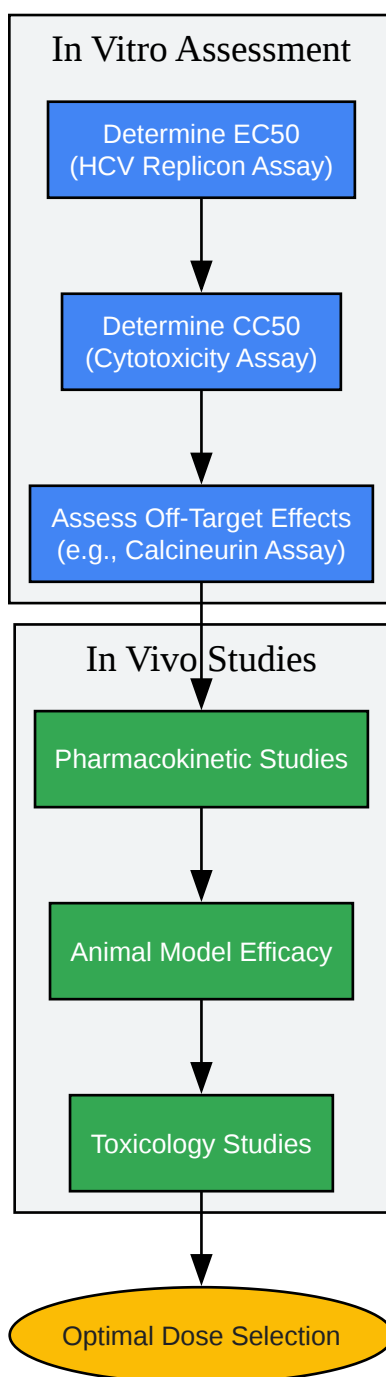 In Vitro Assessment
Determine EC50
(HCV Replicon Assay)
Determine CC50
(Cytotoxicity Assay)
Assess Off-Target Effects
(e.g., Calcineurin Assay)
In Vivo Studies
Pharmacokinetic Studies
Animal Model Efficacy
Toxicology Studies
Optimal Dose Selection